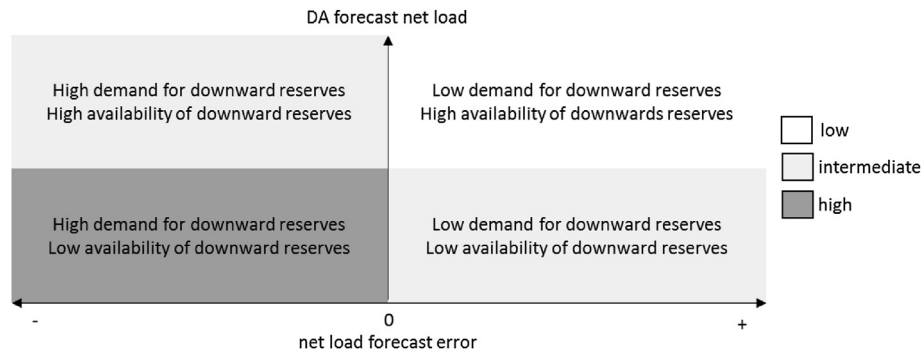 DA forecast net load
High demand for downward reserves
High availability of downward reserves
Low demand for downward reserves
High availability of downwards reserves
High demand for downward reserves
Low availability of downward reserves
Low demand for downward reserves
Low availability of downward reserves
low
intermediate
high
-
0
+
net load forecast error